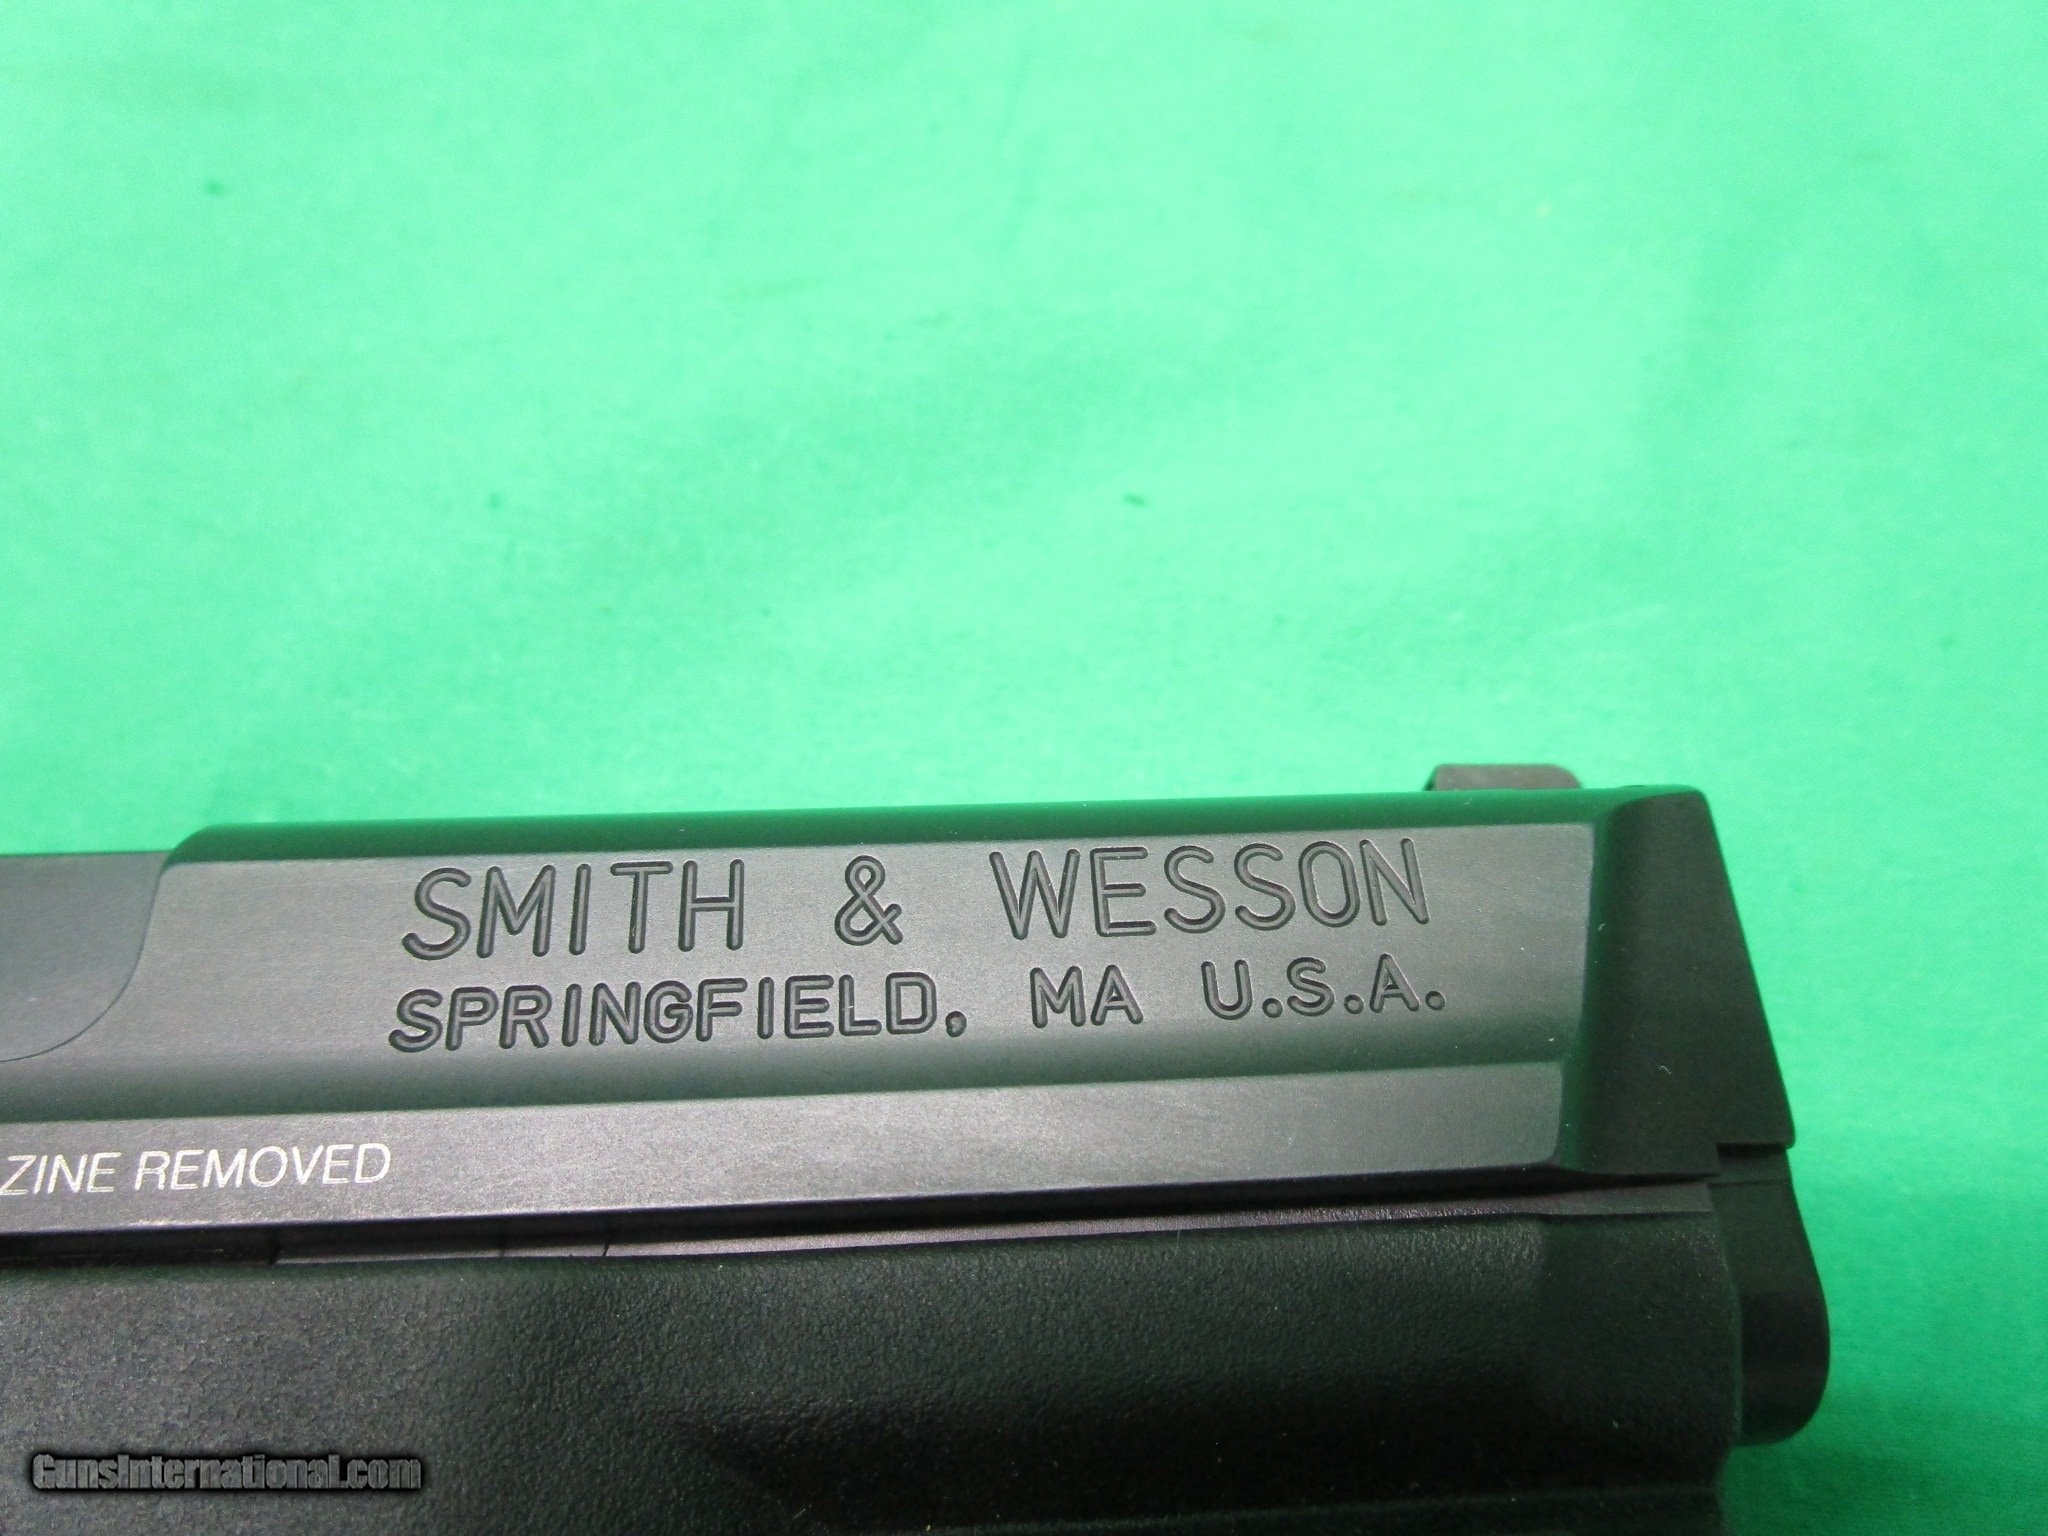 SMITH & WESSON
SPRINGFIELD, MA U.S.A.
ZINE REMOVED
GunsInternational.com